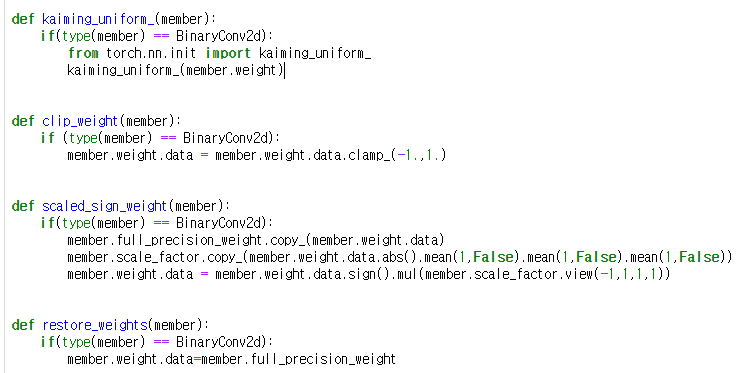 def kaiming_uniform_(member):
    if(type(member) == BinaryConv2d):
        from torch.nn.init import kaiming_uniform_
        kaiming_uniform_(member.weight)
def clip_weight(member):
    if (type(member) == BinaryConv2d):
        member.weight.data = member.weight.data.clamp_(-1.,1.)
def scaled_sign_weight(member):
    if(type(member) == BinaryConv2d):
        member.full_precision_weight.copy_(member.weight.data)
        member.scale_factor.copy_(member.weight.data.abs().mean(1,False).mean(1,False).mean(1,False))
        member.weight.data = member.weight.data.sign().mul(member.scale_factor.view(-1,1,1,1))
def restore_weights(member):
    if(type(member) == BinaryConv2d):
        member.weight.data=member.full_precision_weight